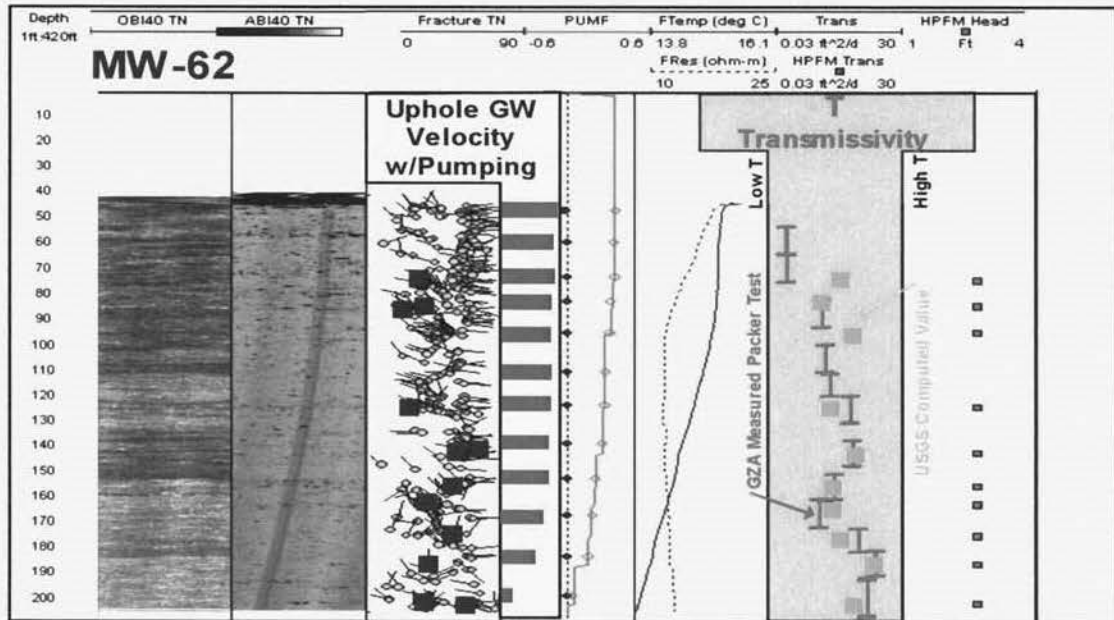 Depth
1ft:420ft
OBI40 TN
ABI40 TN
Fracture TN
0 90
PUMF
-0.6 0.6
FTemp (deg C)
13.8 16.1
FRes (ohm-m)
10 25
Trans
0.03 ft^2/d 30
HPFM Trans
0.03 ft^2/d 30
HPFM Head
1 Ft 4
MW-62
Uphole GW
Velocity
w/Pumping
Transmissivity
Low T
High T
GZA Measured Packer Test
USGS Computed Value
10
20
30
40
50
60
70
80
90
100
110
120
130
140
150
160
170
180
190
200